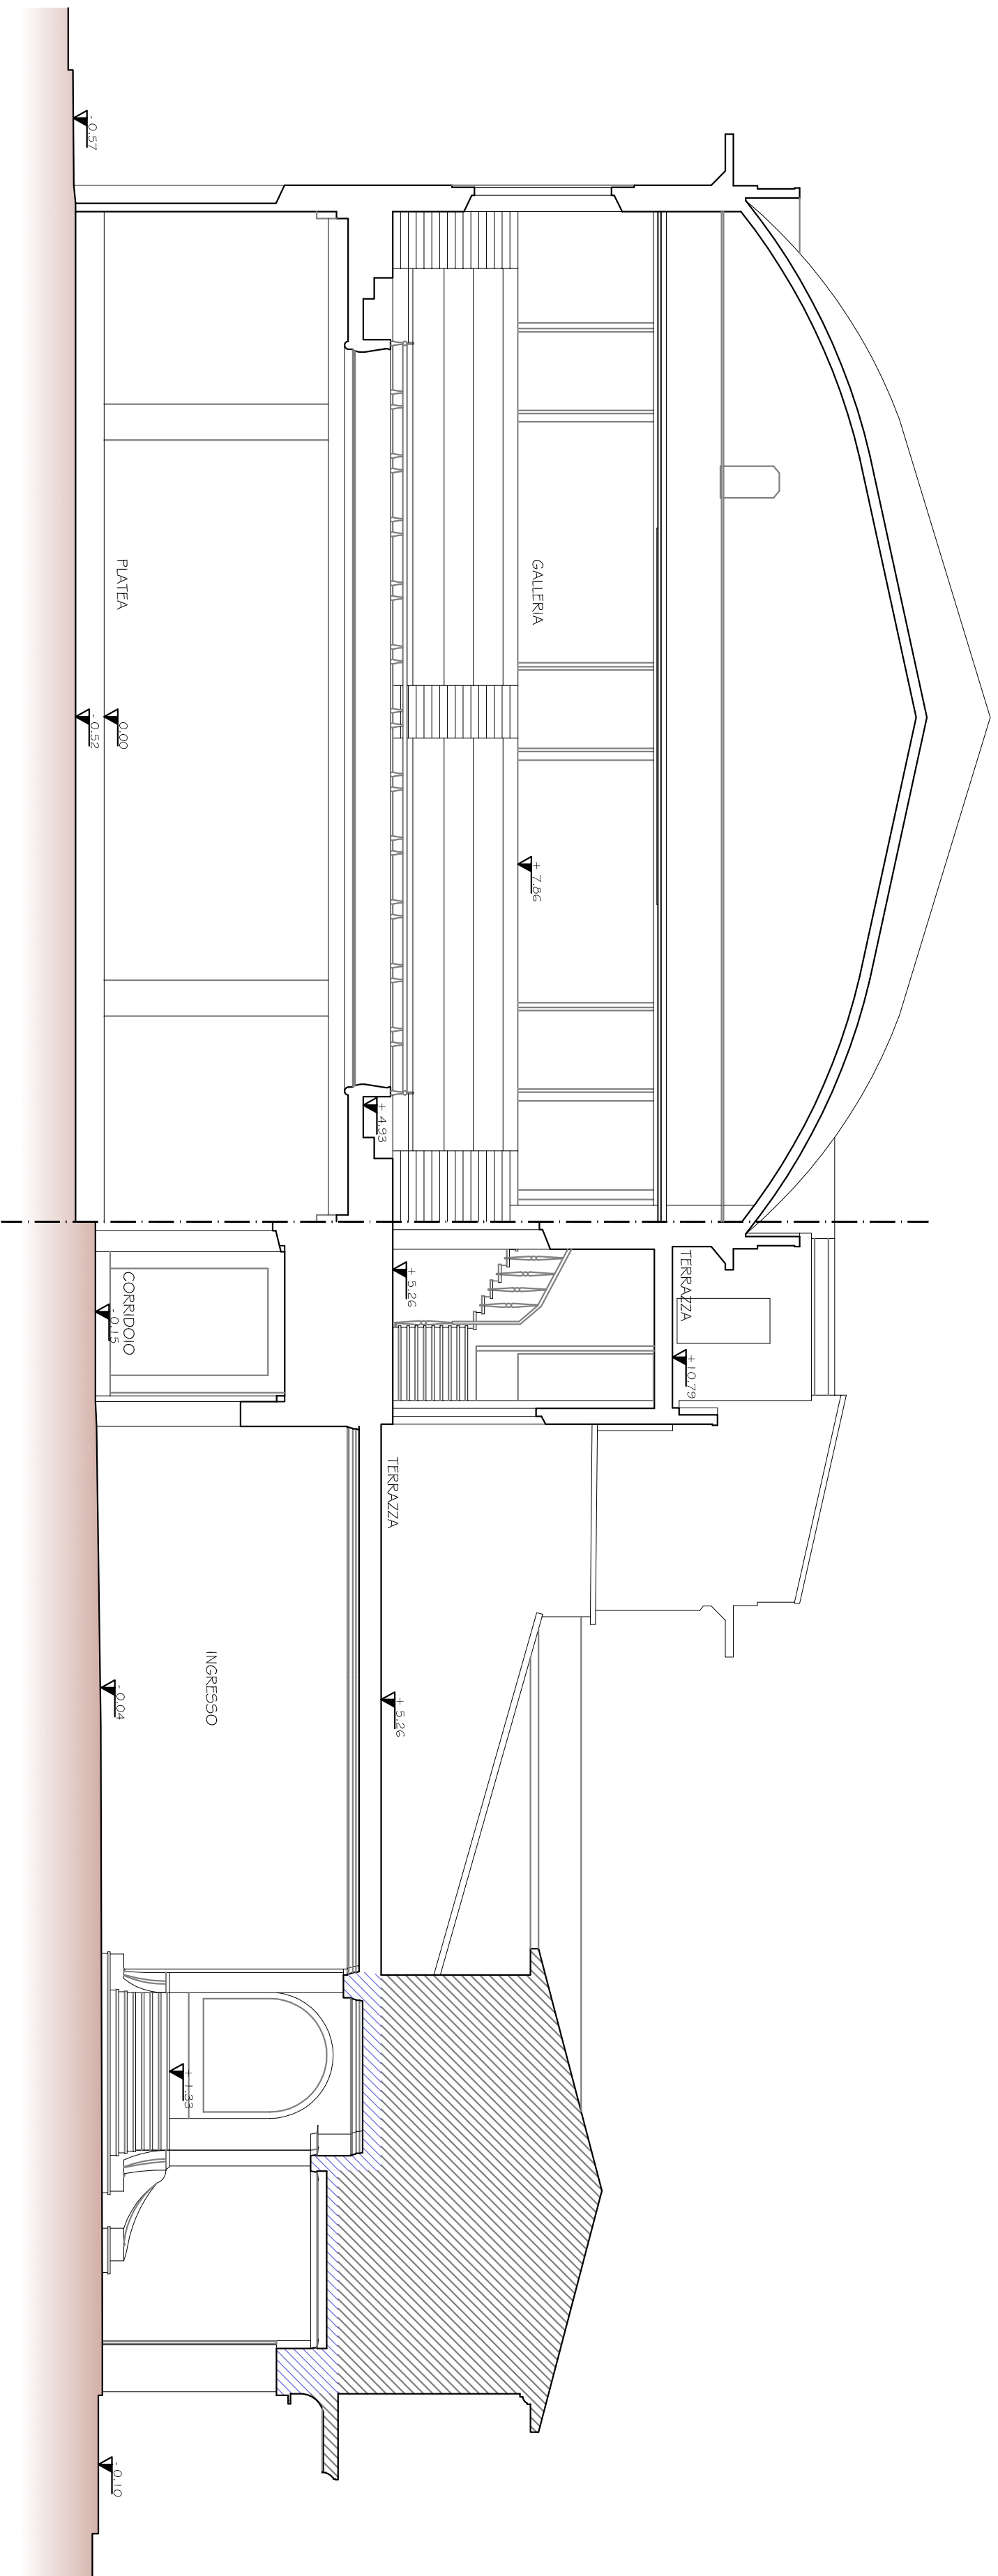 - 0.57
PLATEA
0.00
- 0.52
GALLERIA
+ 7.86
+ 4.93
CORRIDOIO
- 0.15
+ 5.26
TERRAZZA
+ 10.79
TERRAZZA
+ 5.26
INGRESSO
- 0.04
+ 1.33
- 0.10